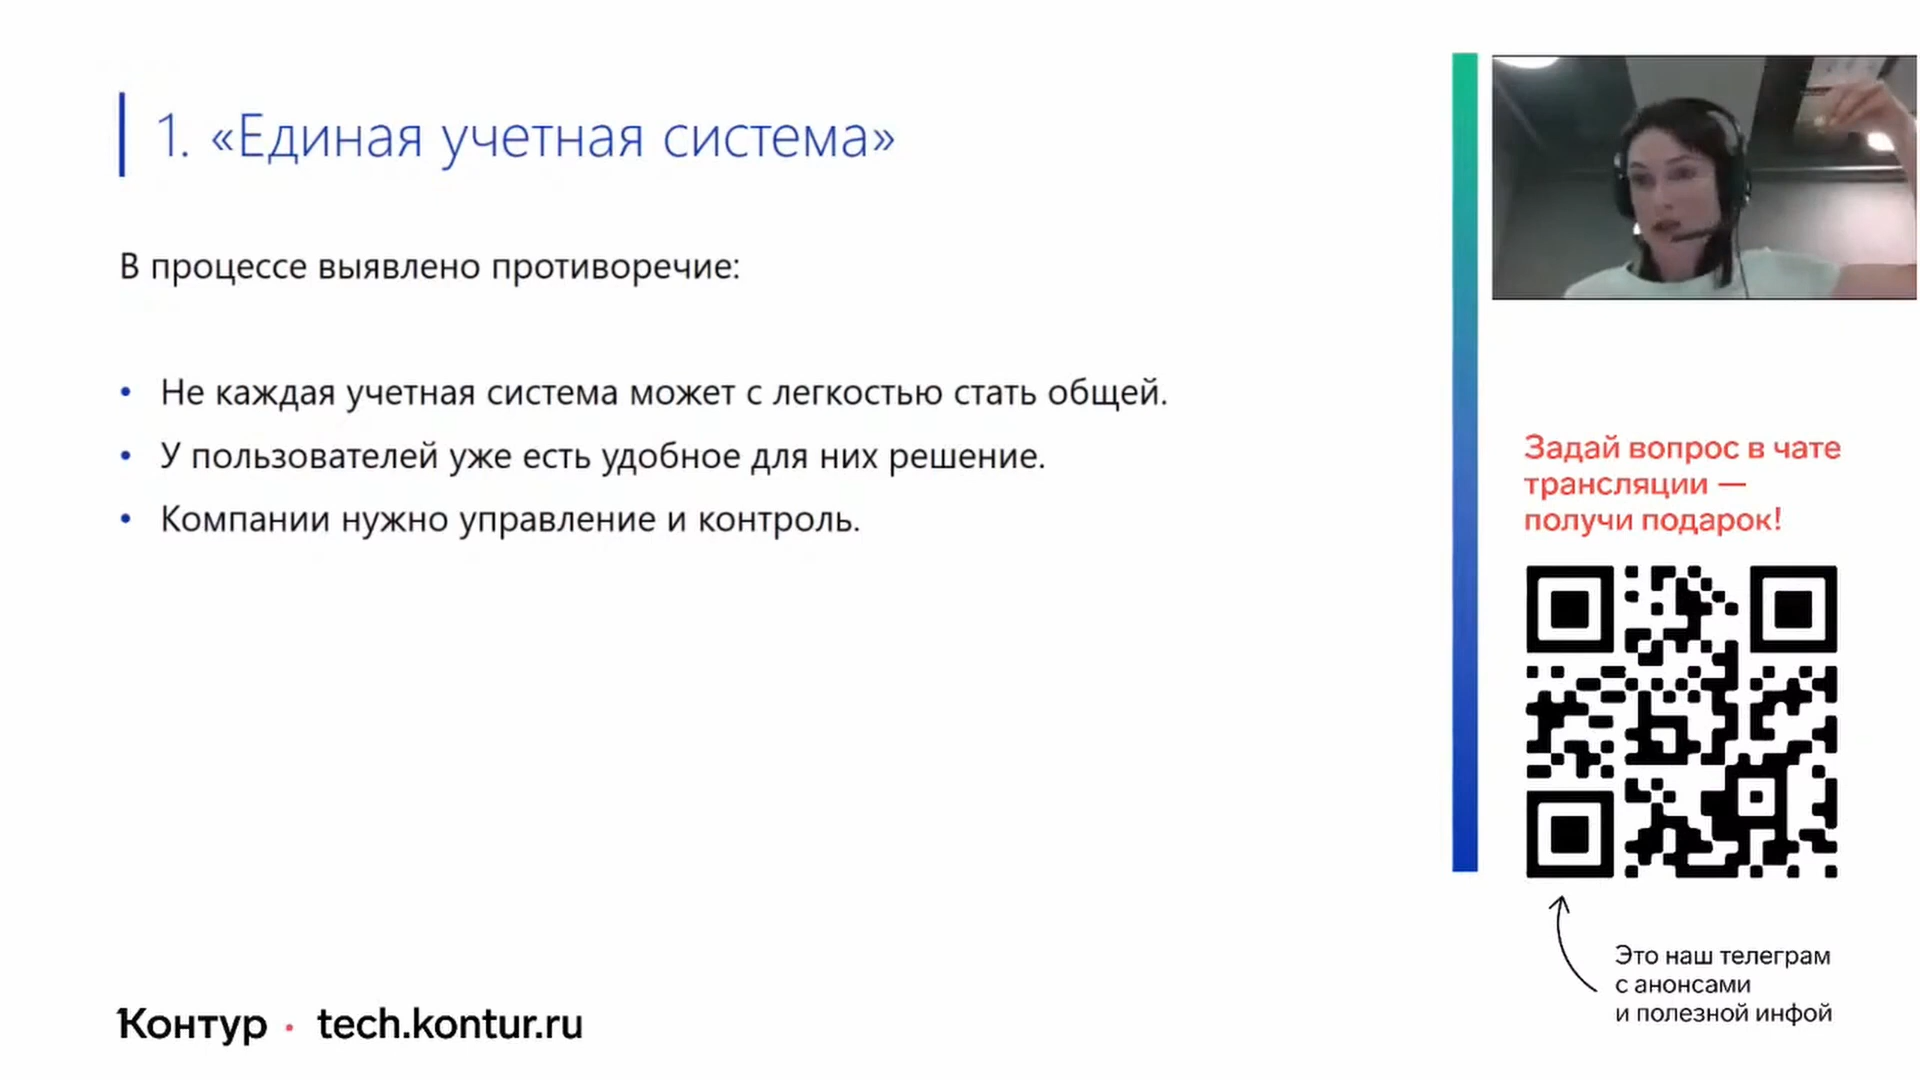 1. «Единая учетная система»
В процессе выявлено противоречие:
• Не каждая учетная система может с легкостью стать общей.
• У пользователей уже есть удобное для них решение.
• Компании нужно управление и контроль.
Задай вопрос в чате
трансляции —
получи подарок!
Это наш телеграм
с анонсами
и полезной инфой
Контур • tech.kontur.ru